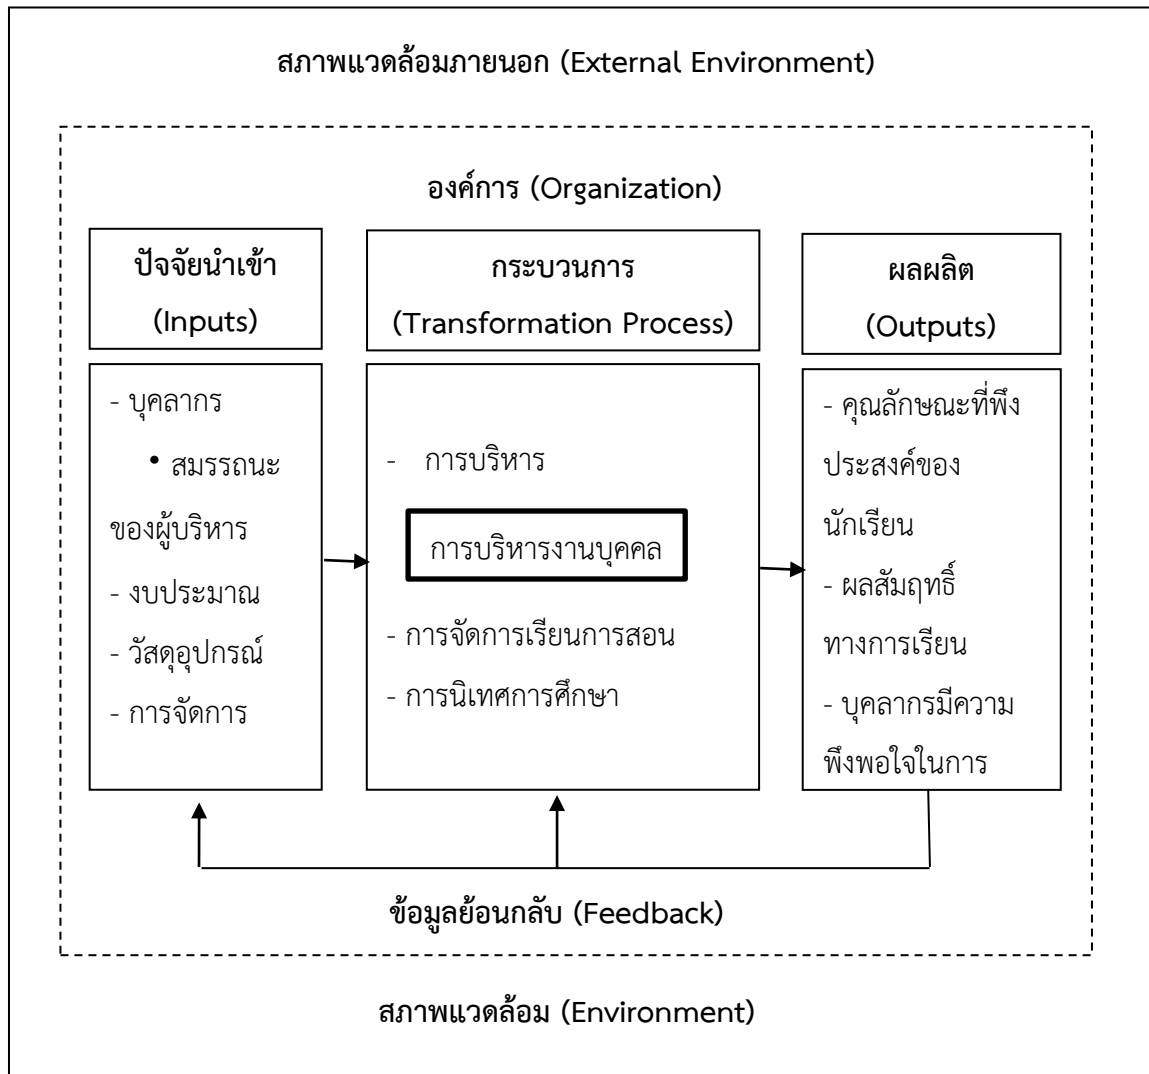 สภาพแวดล้อมภายนอก (External Environment)
องค์การ (Organization)
ปัจจัยนำเข้า
(Inputs)
- บุคลากร
• สมรรถนะ
ของผู้บริหาร
- งบประมาณ
- วัสดุอุปกรณ์
- การจัดการ
กระบวนการ
(Transformation Process)
- การบริหาร
การบริหารงานบุคคล
- การจัดการเรียนการสอน
- การนิเทศการศึกษา
ผลผลิต
(Outputs)
- คุณลักษณะที่พึง
ประสงค์ของ
นักเรียน
- ผลสัมฤทธิ์
ทางการเรียน
- บุคลากรมีความ
พึงพอใจในการ
ข้อมูลย้อนกลับ (Feedback)
สภาพแวดล้อม (Environment)